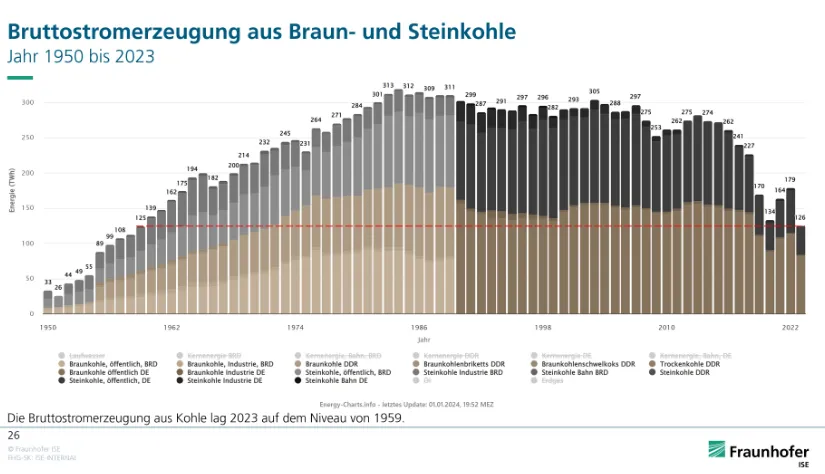 Bruttostromerzeugung aus Braun- und Steinkohle
Jahr 1950 bis 2023
Energie (TWh)
300
250
200
150
100
50
0
33 26 44 49 55 89 99 108 125 139 162 175 194 182 200 214 232 245 231 264 271 284 301 313 312 309 311 299 287 291 297 296 282 293 305 288 297 275 253 262 275 274 262 241 227 170 134 164 179 126
1950 1962 1974 1986 1998 2010 2022
Jahr
Laufwasser Kernenergie BRD Kernenergie, Bahn, BRD Kernenergie DDR Kernenergie, DE Kernenergie, Bahn, DE
Braunkohle, öffentlich, BRD Braunkohle, Industrie, BRD Braunkohle DDR Braunkohlenbriketts DDR Braunkohlenschwelkoks DDR Trockenkohle DDR
Braunkohle öffentlich DE Braunkohle Industrie DE Steinkohle, öffentlich, BRD Steinkohle Industrie BRD Steinkohle Bahn BRD Steinkohle DDR
Steinkohle, öffentlich, DE Steinkohle Industrie DE Steinkohle Bahn DE Öl Erdgas
Energy-Charts.info - letztes Update: 01.01.2024, 19:52 MEZ
Die Bruttostromerzeugung aus Kohle lag 2023 auf dem Niveau von 1959.
26
© Fraunhofer ISE
FHG-SK: ISE-INTERNAL
Fraunhofer
ISE